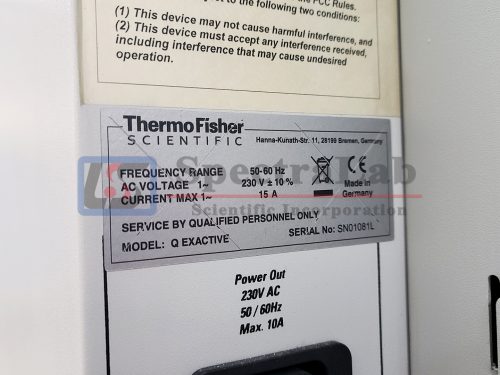 the FCC Rules.
to the following two conditions:
(1) This device may not cause harmful interference, and
(2) This device must accept any interference received,
including interference that may cause undesired
operation.
ThermoFisher
SCIENTIFIC
Hanna-Kunath-Str. 11, 28199 Bremen, Germany
FREQUENCY RANGE 50-60 Hz
AC VOLTAGE 1~ 230 V ± 10 %
CURRENT MAX 1~ 15 A
CE
Made in
Germany
SERVICE BY QUALIFIED PERSONNEL ONLY
MODEL: Q EXACTIVE SERIAL No: SN01081L
SpectraLab
Scientific Incorporation
Power Out
230V AC
50 / 60Hz
Max. 10A